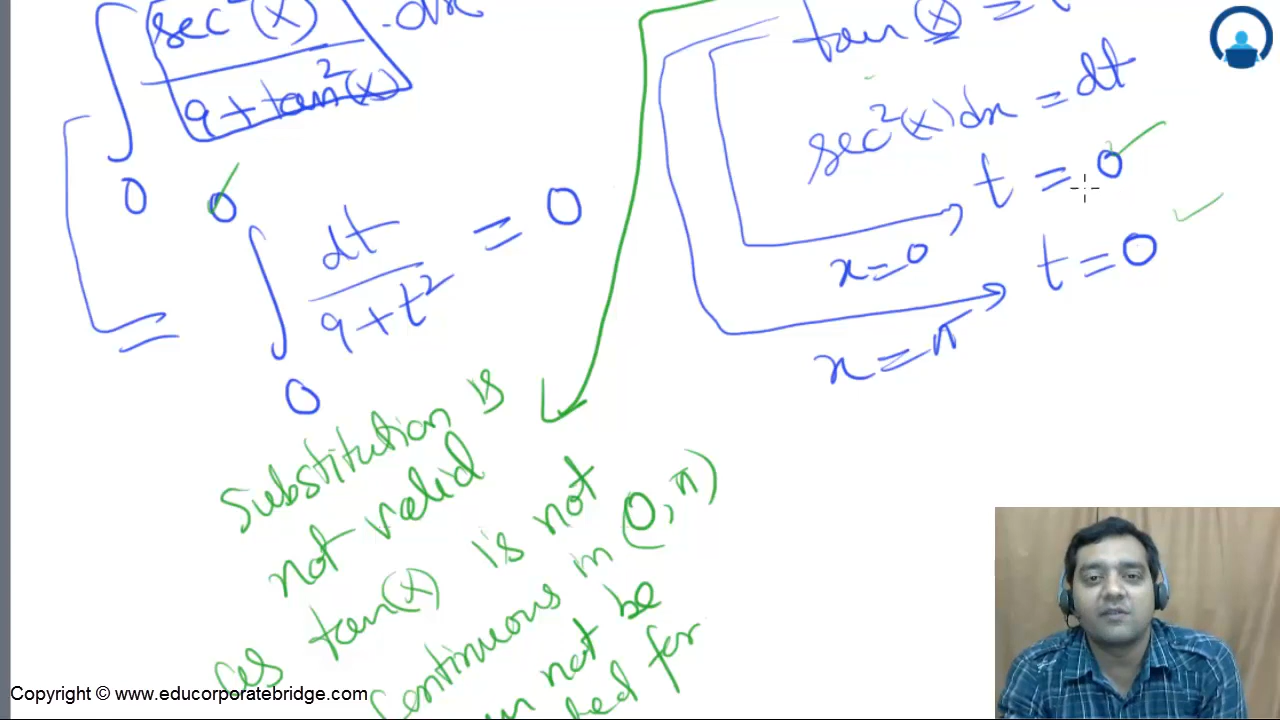 ∫ sec²(x) / 9 + tan²(x) · dx
0
0
∫ dt / 9 + t² = 0
0
tan(x) =
sec²(x) dx = dt
t = 0
x = 0
t = 0
x = π
Substitution is
not valid
as tan(x) is not
continuous in (0, π)
not be
for
Copyright © www.educorporatebridge.com